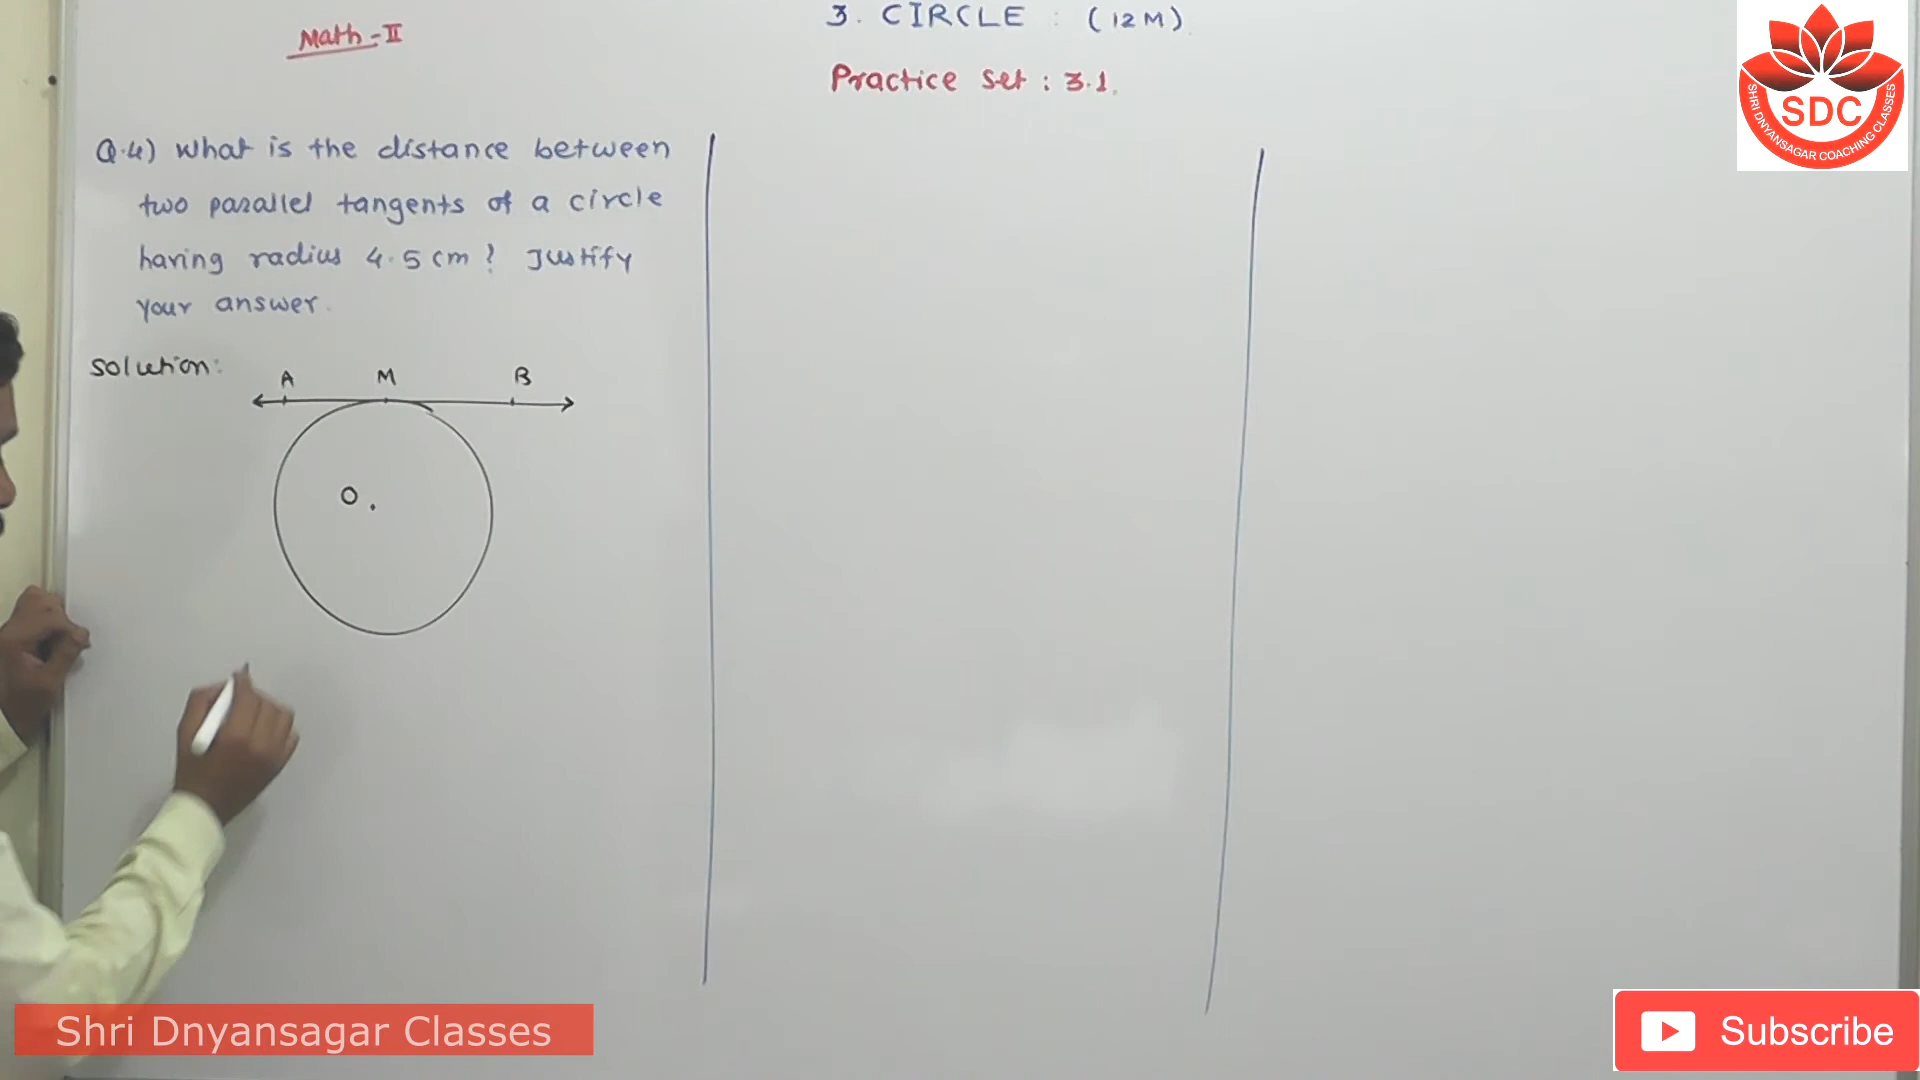 Math-II
3. CIRCLE : (12M)
Practice set : 3.1.
SDC
SHRI DNYANSAGAR COACHING CLASSES
Q.4) What is the distance between
two parallel tangents of a circle
having radius 4.5 cm? Justify
your answer.
Solution:
A M B
O
Shri Dnyansagar Classes
Subscribe